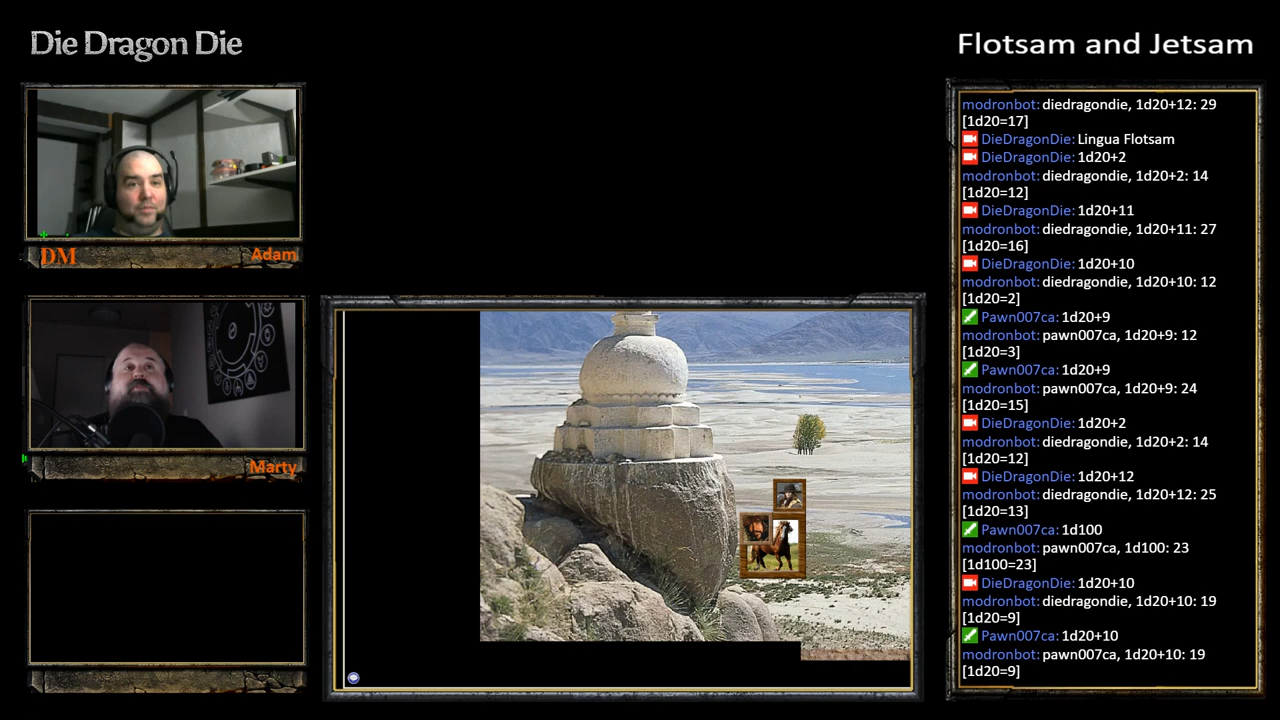 Die Dragon Die
Flotsam and Jetsam
DM
Adam
Marty
modronbot: diedragondie, 1d20+12: 29
[1d20=17]
DieDragonDie: Lingua Flotsam
DieDragonDie: 1d20+2
modronbot: diedragondie, 1d20+2: 14
[1d20=12]
DieDragonDie: 1d20+11
modronbot: diedragondie, 1d20+11: 27
[1d20=16]
DieDragonDie: 1d20+10
modronbot: diedragondie, 1d20+10: 12
[1d20=2]
Pawn007ca: 1d20+9
modronbot: pawn007ca, 1d20+9: 12
[1d20=3]
Pawn007ca: 1d20+9
modronbot: pawn007ca, 1d20+9: 24
[1d20=15]
DieDragonDie: 1d20+2
modronbot: diedragondie, 1d20+2: 14
[1d20=12]
DieDragonDie: 1d20+12
modronbot: diedragondie, 1d20+12: 25
[1d20=13]
Pawn007ca: 1d100
modronbot: pawn007ca, 1d100: 23
[1d100=23]
DieDragonDie: 1d20+10
modronbot: diedragondie, 1d20+10: 19
[1d20=9]
Pawn007ca: 1d20+10
modronbot: pawn007ca, 1d20+10: 19
[1d20=9]